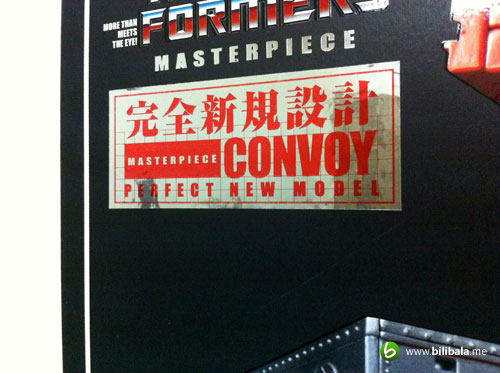 MORE THAN
MEETS
THE EYE!
FORMERS
MASTERPIECE
完全新規設計
MASTERPIECE CONVOY
PERFECT NEW MODEL
www.bilibala.me